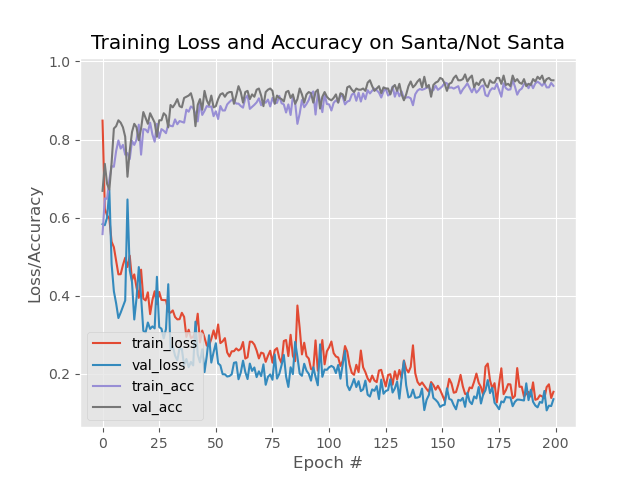 Training Loss and Accuracy on Santa/Not Santa
1.0
0.8
0.6
0.4
0.2
Loss/Accuracy
train_loss
val_loss
train_acc
val_acc
0 25 50 75 100 125 150 175 200
Epoch #